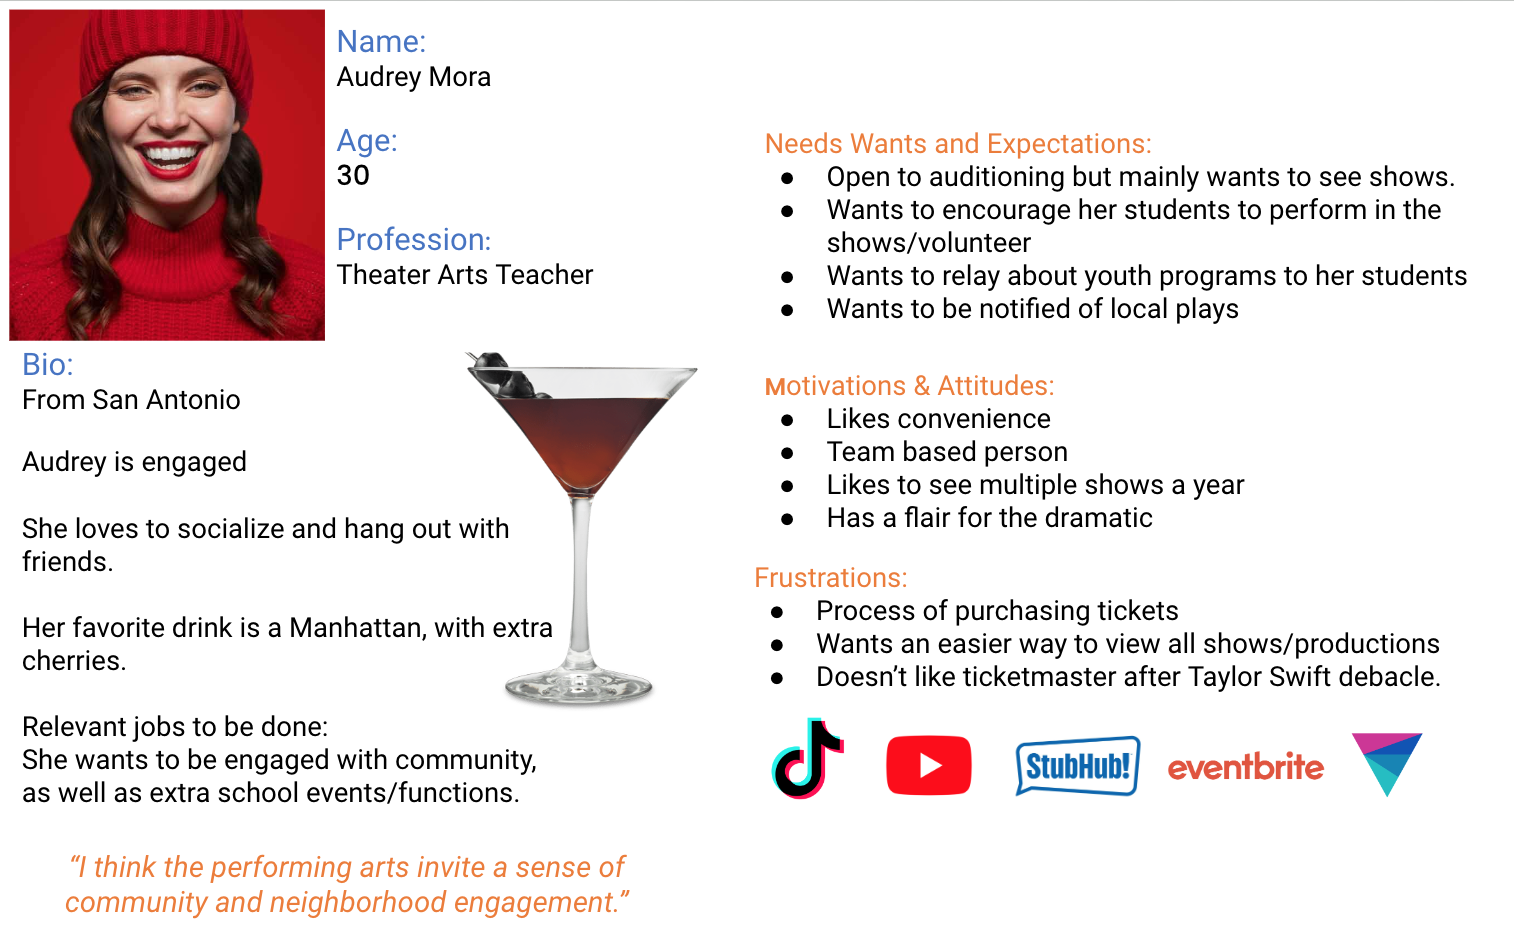 Name:
Audrey Mora
Age:
30
Profession:
Theater Arts Teacher
Bio:
From San Antonio
Audrey is engaged
She loves to socialize and hang out with
friends.
Her favorite drink is a Manhattan, with extra
cherries.
Relevant jobs to be done:
She wants to be engaged with community,
as well as extra school events/functions.
“I think the performing arts invite a sense of
community and neighborhood engagement.”
Needs Wants and Expectations:
● Open to auditioning but mainly wants to see shows.
● Wants to encourage her students to perform in the
shows/volunteer
● Wants to relay about youth programs to her students
● Wants to be notified of local plays
Motivations & Attitudes:
● Likes convenience
● Team based person
● Likes to see multiple shows a year
● Has a flair for the dramatic
Frustrations:
● Process of purchasing tickets
● Wants an easier way to view all shows/productions
● Doesn’t like ticketmaster after Taylor Swift debacle.
StubHub!
eventbrite